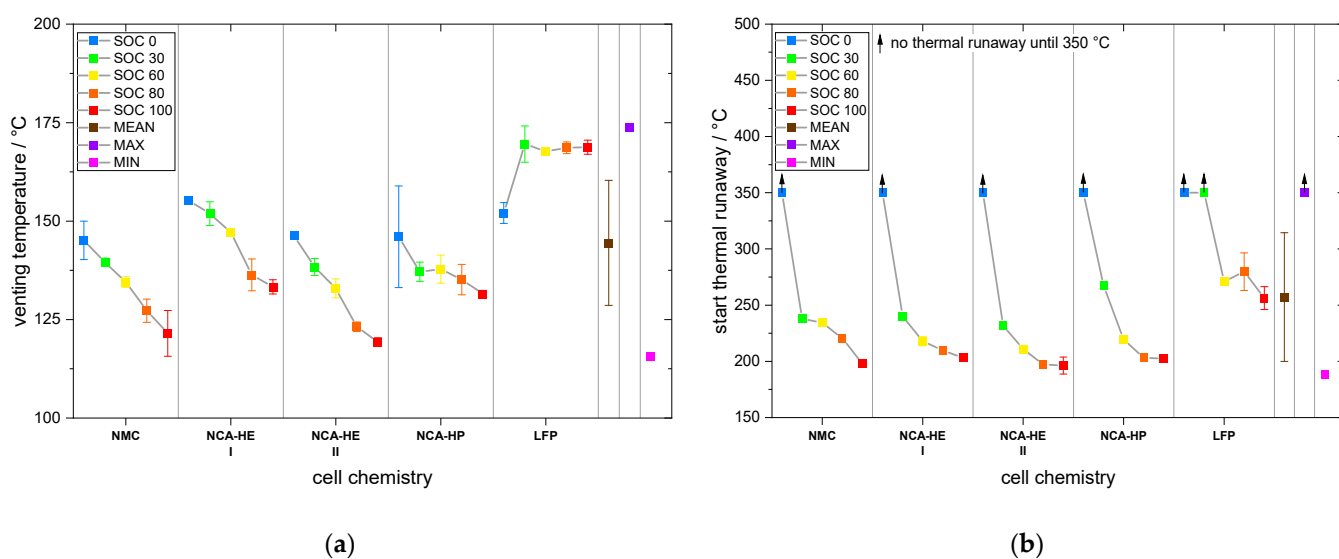 200
175
150
125
100
venting temperature / °C
SOC 0
SOC 30
SOC 60
SOC 80
SOC 100
MEAN
MAX
MIN
NMC
NCA-HE
I
NCA-HE
II
NCA-HP
LFP
cell chemistry
(a)
500
450
400
350
300
250
200
150
start thermal runaway / °C
SOC 0
SOC 30
SOC 60
SOC 80
SOC 100
MEAN
MAX
MIN
no thermal runaway until 350 °C
NMC
NCA-HE
I
NCA-HE
II
NCA-HP
LFP
cell chemistry
(b)